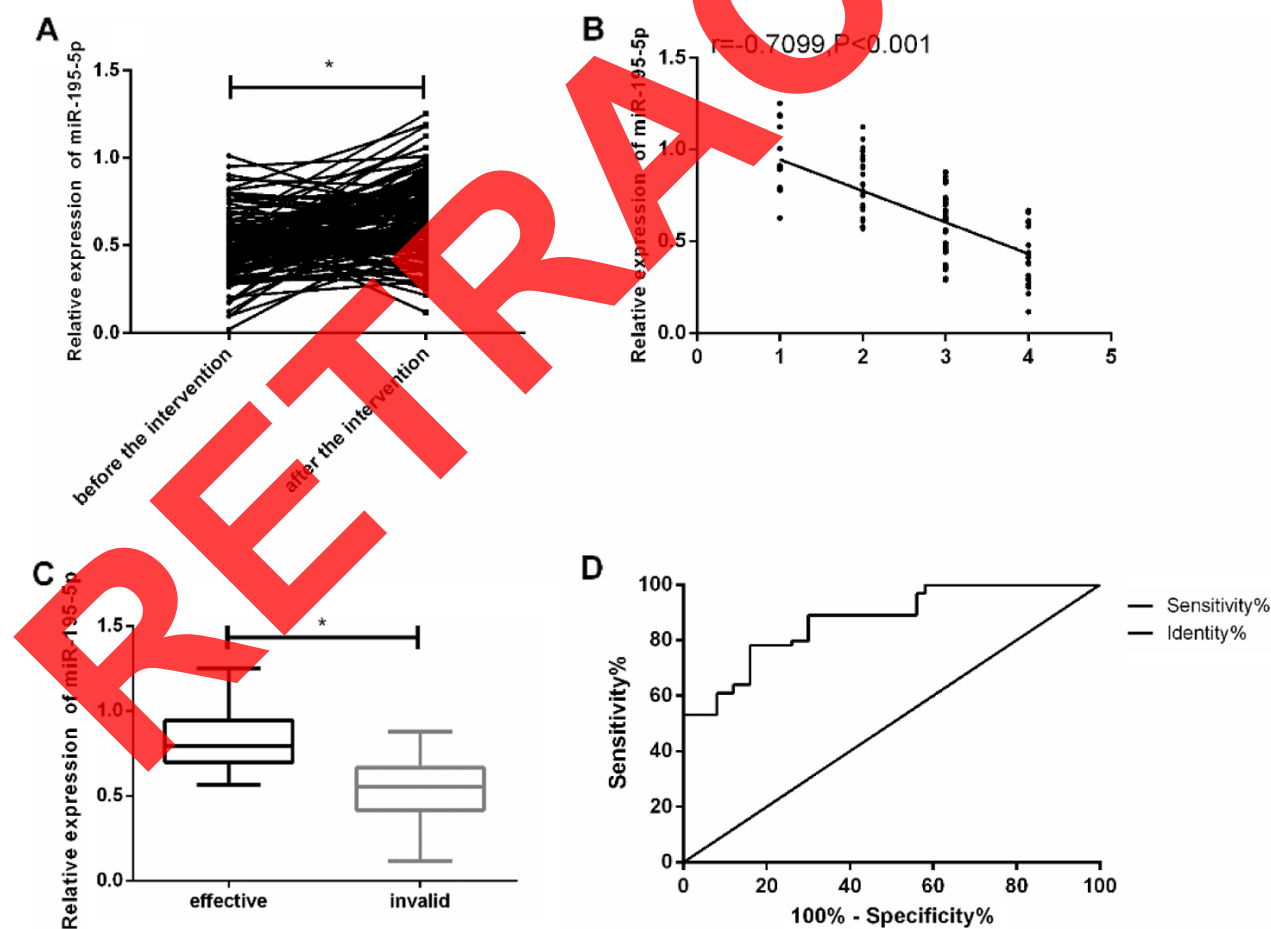 A
Relative expression of miR-195-5p
1.5
1.0
0.5
0.0
*
before the intervention
after the intervention
B
r=-0.7099,P<0.001
Relative expression of miR-195-5p
1.5
1.0
0.5
0.0
0 1 2 3 4 5
C
Relative expression of miR-195-5p
1.5
1.0
0.5
0.0
*
effective invalid
D
Sensitivity%
100
80
60
40
20
0
0 20 40 60 80 100
100% - Specificity%
Sensitivity%
Identity%
RETRAC